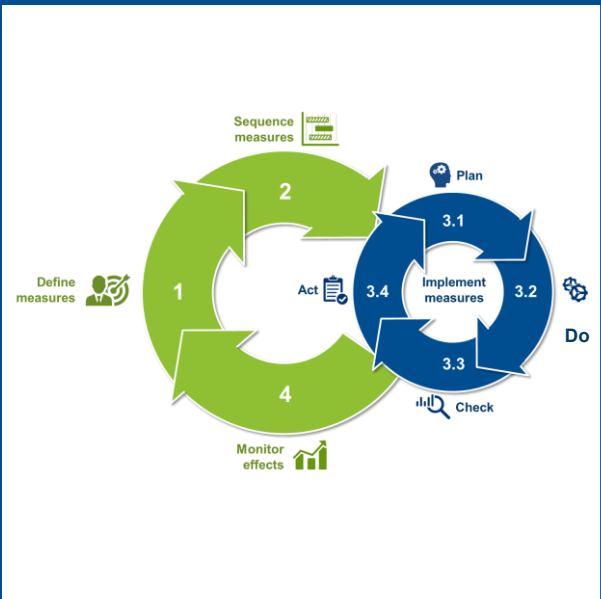 Sequence
measures
2
Plan
3.1
Define
measures
1
Act
3.4
Implement
measures
3.2
Do
3.3
4
Check
Monitor
effects